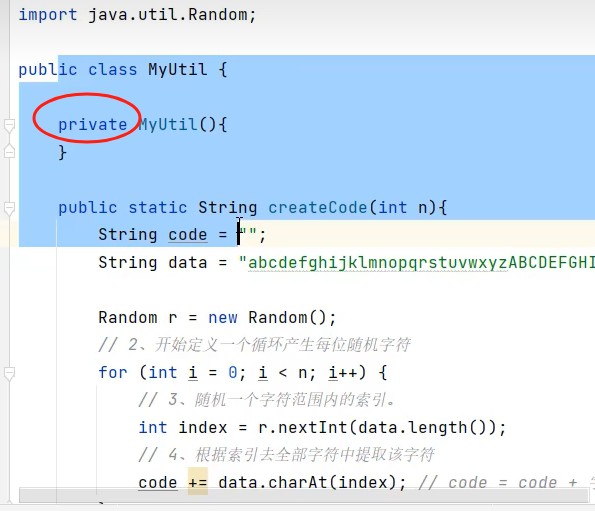 import java.util.Random;
public class MyUtil {
private MyUtil(){
}
public static String createCode(int n){
String code = "";
String data = "abcdefghijklmnopqrstuvwxyzABCDEFGHI
Random r = new Random();
// 2、开始定义一个循环产生每位随机字符
for (int i = 0; i < n; i++) {
// 3、随机一个字符范围内的索引。
int index = r.nextInt(data.length());
// 4、根据索引去全部字符中提取该字符
code += data.charAt(index); // code = code +